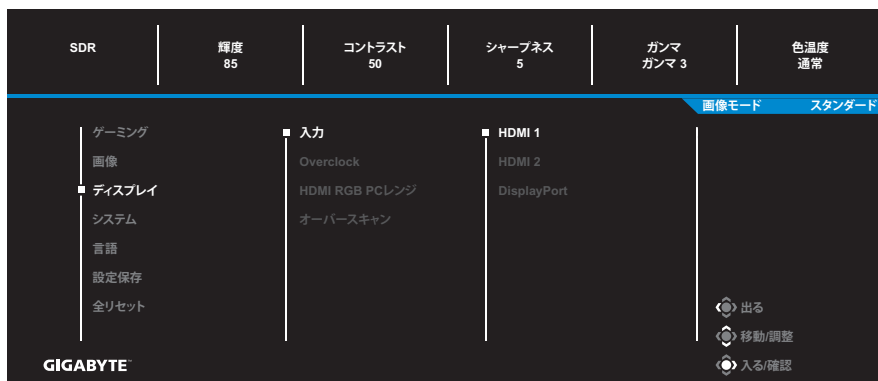 SDR 輝度 コントラスト シャープネス ガンマ 色温度
85 50 5 ガンマ 3 通常
画像モード スタンダード
ゲーミング 入力 HDMI 1
画像 Overclock HDMI 2
ディスプレイ HDMI RGB PCレンジ DisplayPort
システム オーバースキャン
言語
設定保存
全リセット
出る
移動/調整
GIGABYTE™ 入る/確認